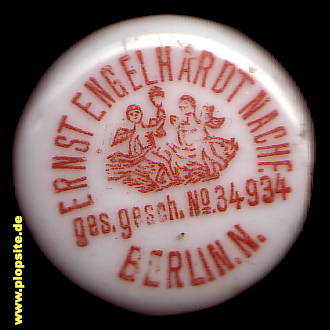 ERNST ENGELHARDT NACHF.
ges. gesch. No. 34934
BERLIN. N.
www.plopsite.de